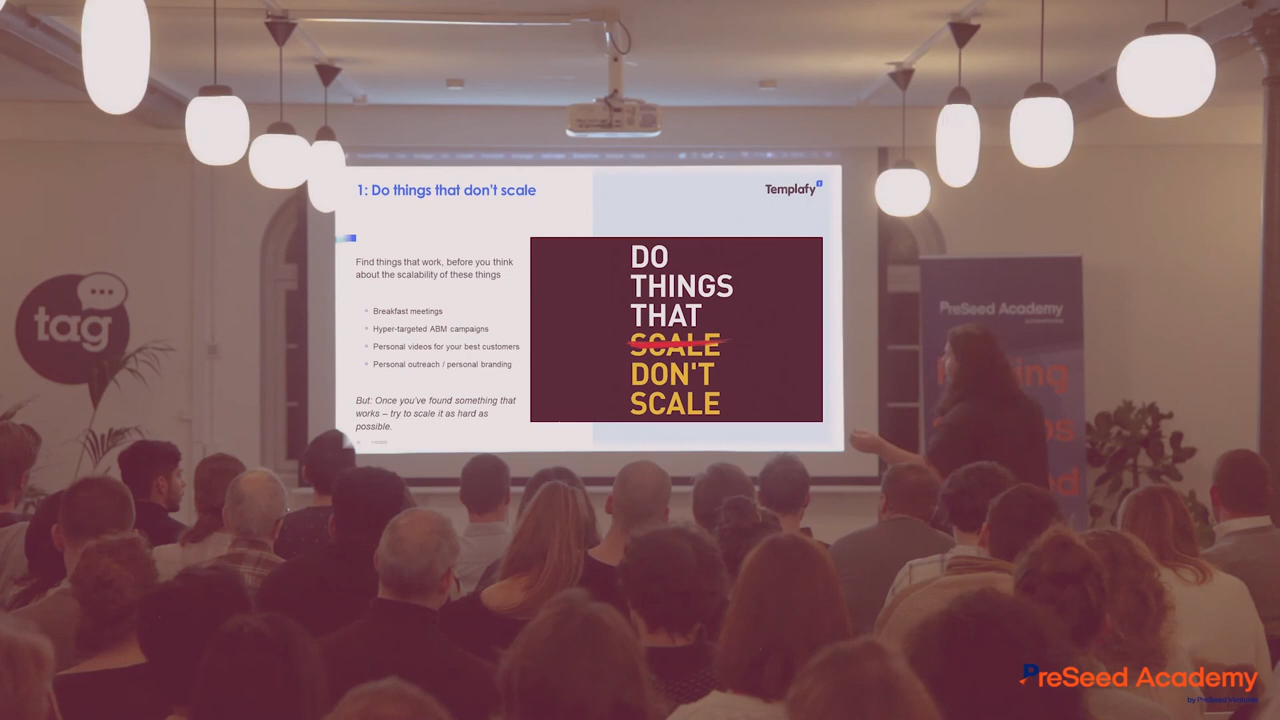 1: Do things that don't scale
Templafy
Find things that work, before you think
about the scalability of these things
Breakfast meetings
Hyper-targeted ABM campaigns
Personal videos for your best customers
Personal outreach / personal branding
But: Once you've found something that
works – try to scale it as hard as
possible.
DO
THINGS
THAT
SCALE
DON'T
SCALE
tag
PreSeed Academy
PreSeed Academy
by PreSeed Ventures